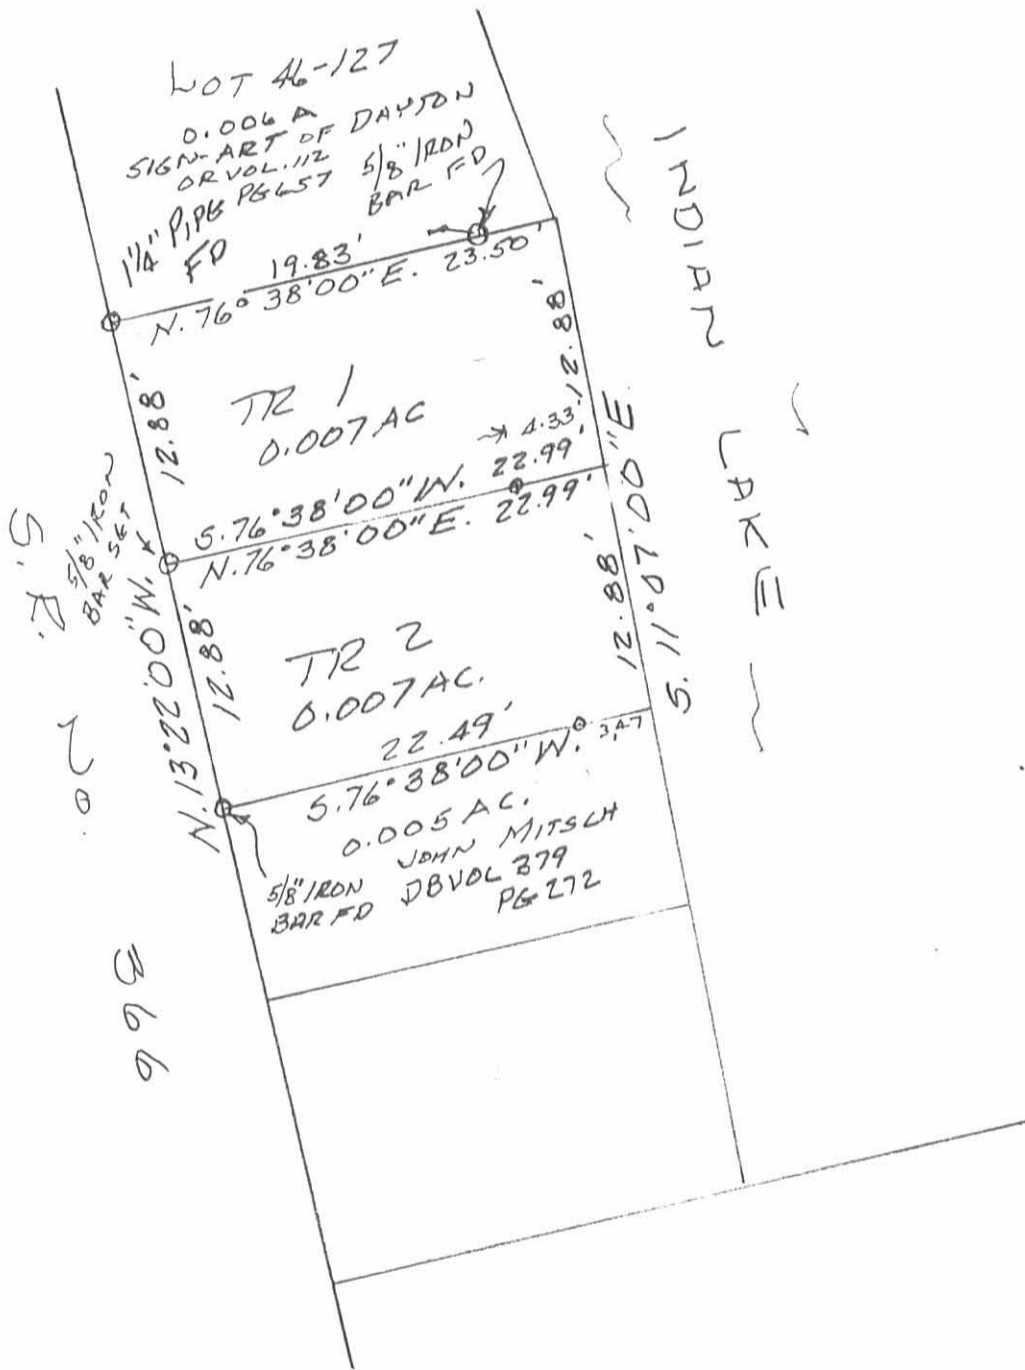 LOT 46-127
0.006 A
SIGN-ART OF DAYTON
OR VOL. 112
PG 657
1 1/4" PIPE
FD
5/8" IRON
BAR FD
19.83'
N. 76° 38' 00" E. 23.50'
INDIAN LAKE
12.88'
TR 1
0.007 AC
12.88'
4.33'
S. 76° 38' 00" W. 22.99'
N. 76° 38' 00" E. 22.99'
5/8" IRON
BAR SET
S. 11° 07' 00" E.
S. R. No. 366
N. 13° 22' 00" W.
12.88'
TR 2
0.007 AC.
12.88'
22.49'
S. 76° 38' 00" W. 3.47
0.005 AC.
JOHN MITSCH
DB VOL 379
PG 272
5/8" IRON
BAR FD